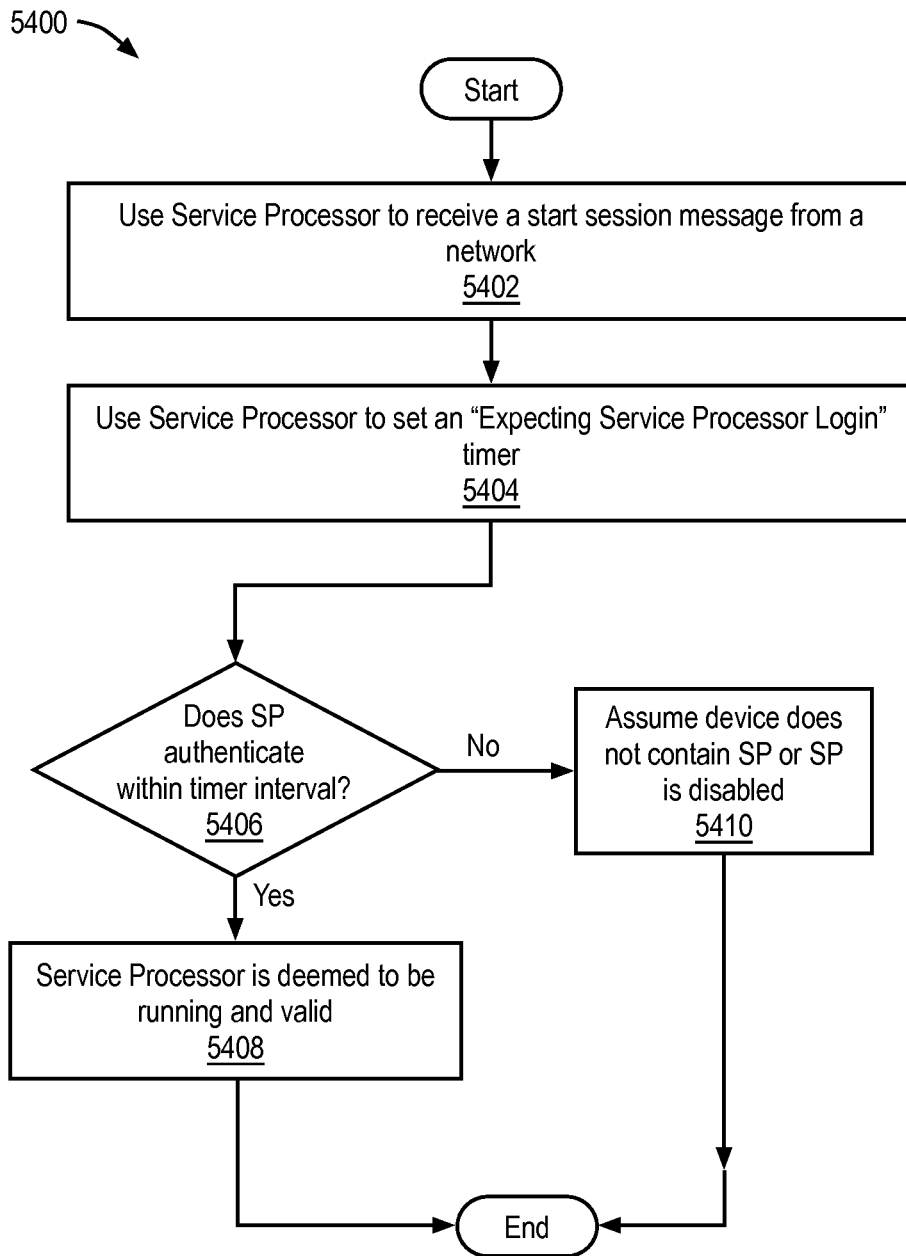 5400
Start
Use Service Processor to receive a start session message from a
network
5402
Use Service Processor to set an “Expecting Service Processor Login”
timer
5404
Does SP
authenticate
within timer interval?
5406
No
Assume device does
not contain SP or SP
is disabled
5410
Yes
Service Processor is deemed to be
running and valid
5408
End